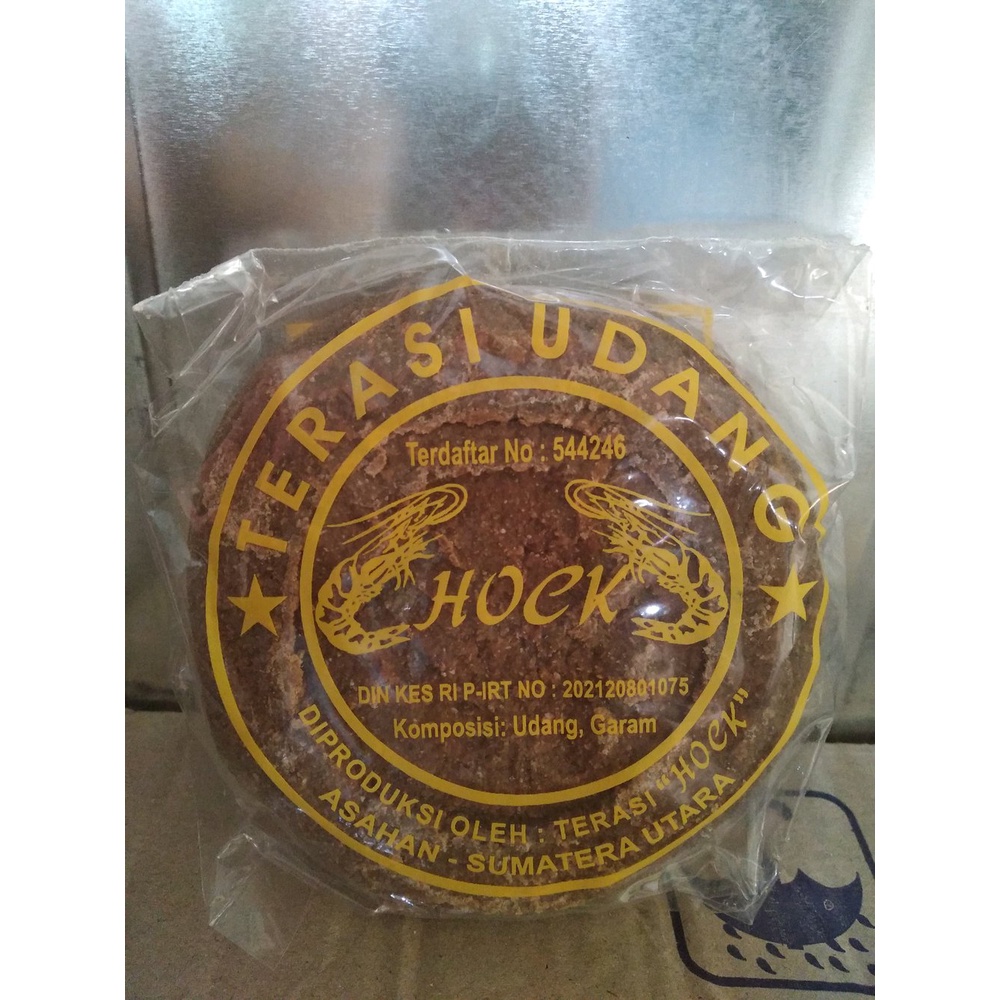 TERASI UDANG
Terdaftar No : 544246
HOCK
DIN KES RI P-IRT NO : 202120801075
Komposisi: Udang, Garam
DIPRODUKSI OLEH : TERASI "HOCK"
ASAHAN - SUMATERA UTARA